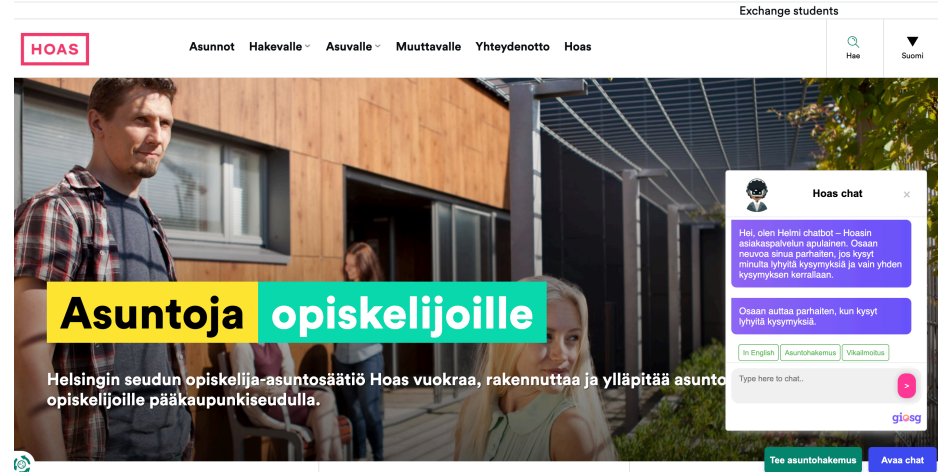 Exchange students
HOAS
Asunnot Hakevalle Asuvalle Muuttavalle Yhteydenotto Hoas
Hae
Suomi
Asuntoja opiskelijoille
Helsingin seudun opiskelija-asuntosäätiö Hoas vuokraa, rakennuttaa ja ylläpitää asunto
opiskelijoille pääkaupunkiseudulla.
Hoas chat
Hei, olen Helmi chatbot – Hoasin
asiakaspalvelun apulainen. Osaan
neuvoa sinua parhaiten, jos kysyt
minulta lyhyitä kysymyksiä ja vain yhden
kysymyksen kerrallaan.
Osaan auttaa parhaiten, kun kysyt
lyhyitä kysymyksiä.
In English Asuntohakemus Vikailmoitus
Type here to chat..
giosg
Tee asuntohakemus Avaa chat